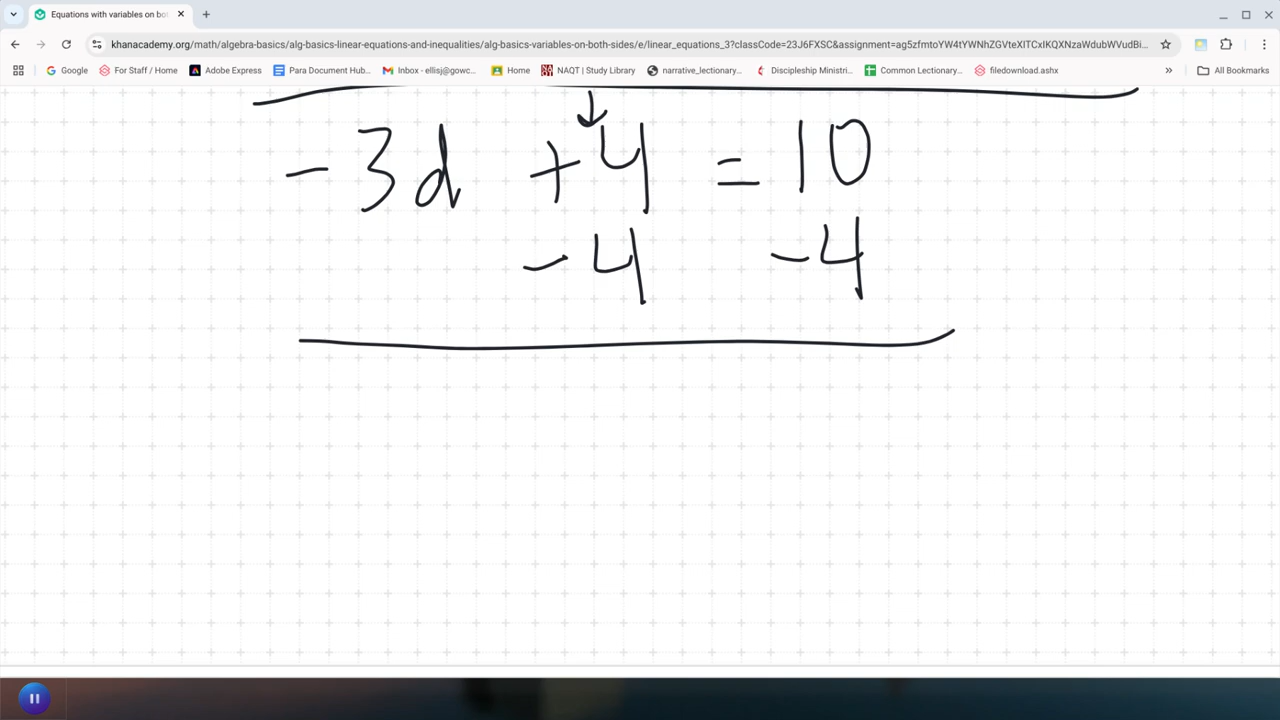 Equations with variables on bot
khanacademy.org/math/algebra-basics/alg-basics-linear-equations-and-inequalities/alg-basics-variables-on-both-sides/e/linear_equations_3?classCode=23J6FXSC&assignment=ag5zfmtoYW4tYWNhZGVteXITCxIKQXNzaWdubWVudBi...
Google For Staff / Home Adobe Express Para Document Hub... Inbox - ellisj@gowc... Home NAQT | Study Library narrative_lectionary... Discipleship Ministri... Common Lectionary... filedownload.ashx » All Bookmarks
-3d +4 = 10
-4 -4